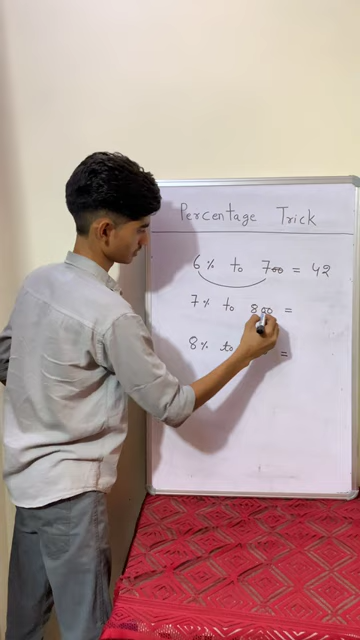 Percentage Trick
6% to 700 = 42
7% to 800 =
8% to =